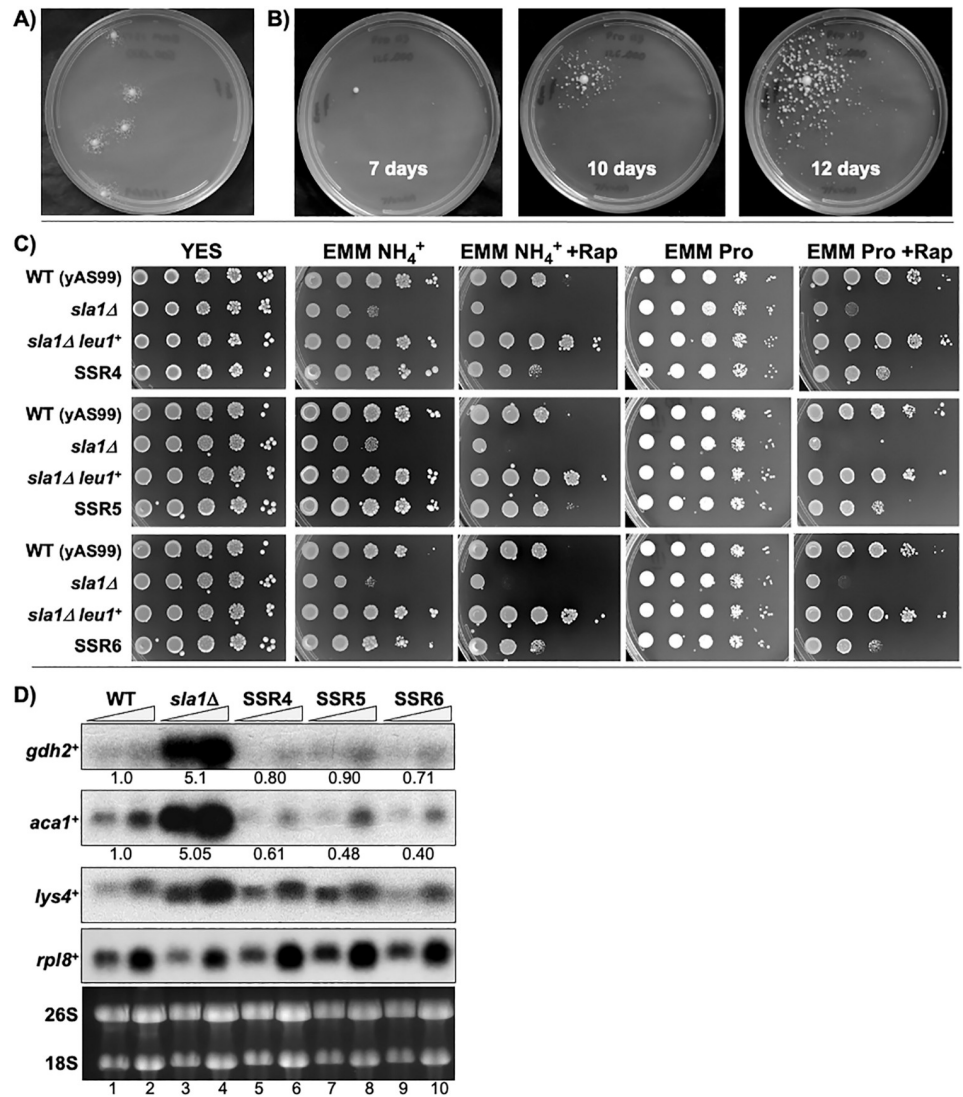 A)
B)
7 days
10 days
12 days
C)
YES
EMM NH4+
EMM NH4+ +Rap
EMM Pro
EMM Pro +Rap
WT (yAS99)
sla1Δ
sla1Δ leu1+
SSR4
WT (yAS99)
sla1Δ
sla1Δ leu1+
SSR5
WT (yAS99)
sla1Δ
sla1Δ leu1+
SSR6
D)
WT sla1Δ SSR4 SSR5 SSR6
gdh2+
1.0 5.1 0.80 0.90 0.71
aca1+
1.0 5.05 0.61 0.48 0.40
lys4+
rpl8+
26S
18S
1 2 3 4 5 6 7 8 9 10